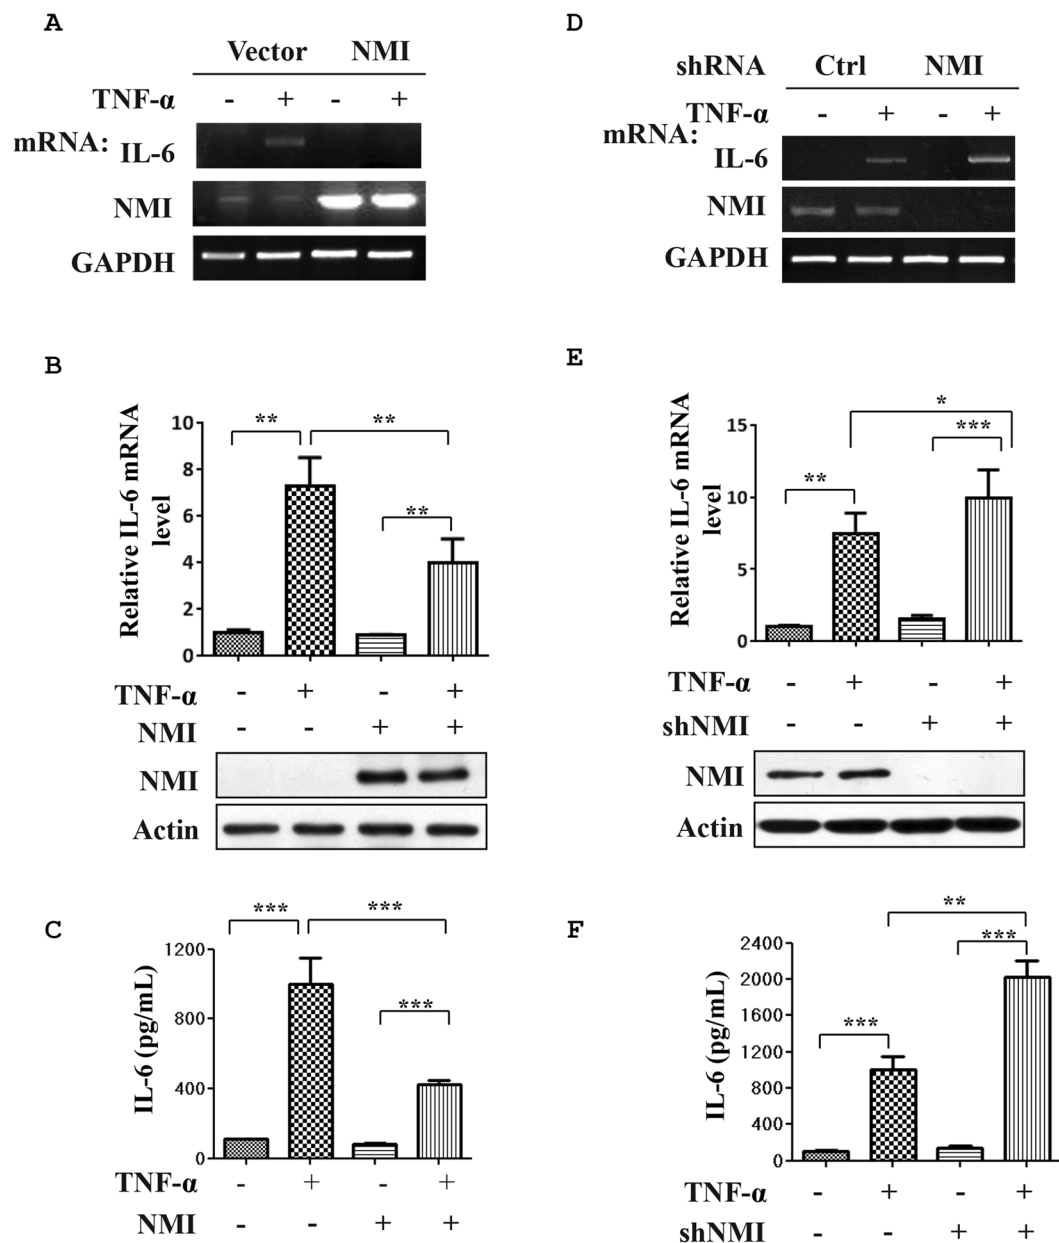 A
Vector NMI
TNF-α - + - +
mRNA: IL-6
NMI
GAPDH
B
Relative IL-6 mRNA
level
10
8
6
4
2
0
** **
**
TNF-α - + - +
NMI - - + +
NMI
Actin
C
IL-6 (pg/mL)
1200
800
400
0
*** ***
***
TNF-α - + - +
NMI - - + +
D
shRNA Ctrl NMI
TNF-α - + - +
mRNA: IL-6
NMI
GAPDH
E
Relative IL-6 mRNA
level
15
10
5
0
*
***
**
TNF-α - + - +
shNMI - - + +
NMI
Actin
F
IL-6 (pg/mL)
2400
2000
1600
1200
800
400
0
**
***
***
TNF-α - + - +
shNMI - - + +